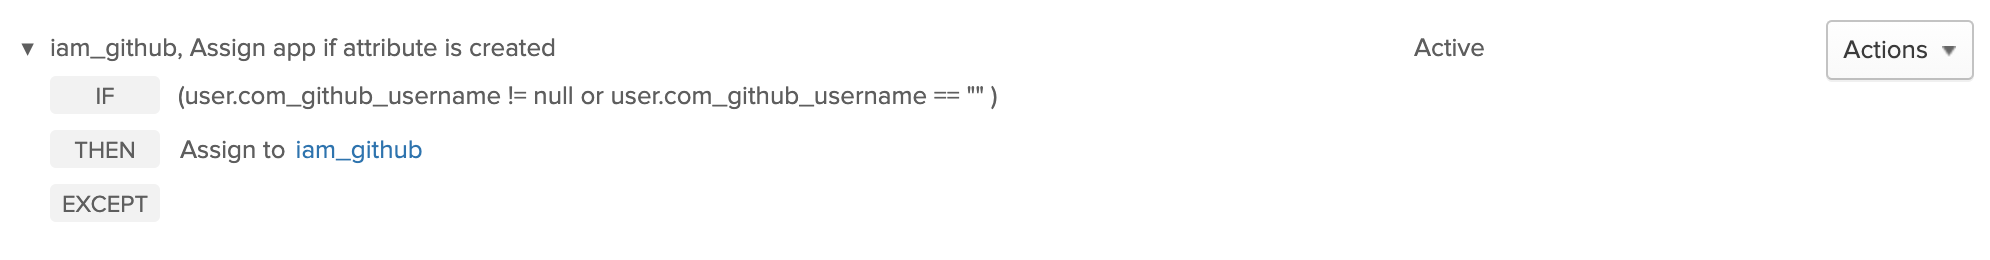 iam_github, Assign app if attribute is created
Active
Actions
IF (user.com_github_username != null or user.com_github_username == "" )
THEN Assign to iam_github
EXCEPT